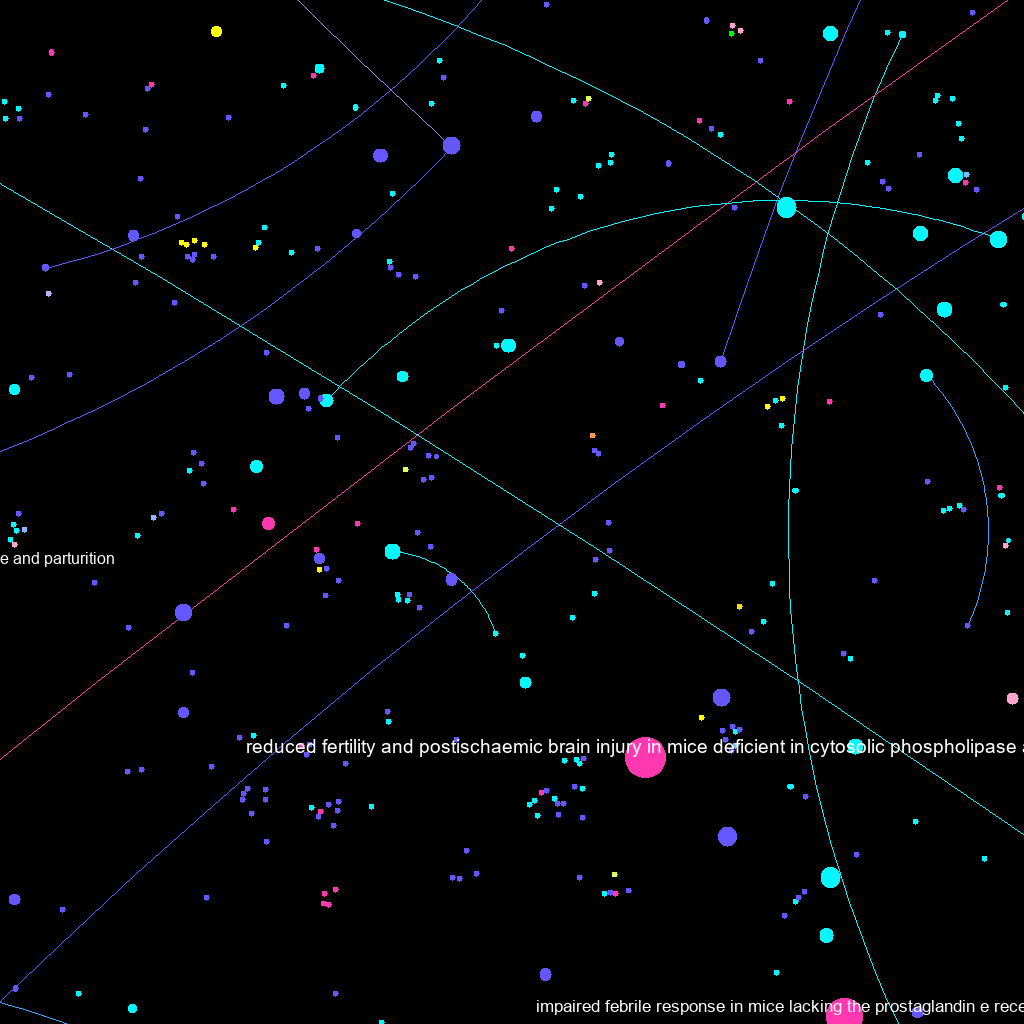 e and parturition
reduced fertility and postischaemic brain injury in mice deficient in cytosolic phospholipase a
impaired febrile response in mice lacking the prostaglandin e rece